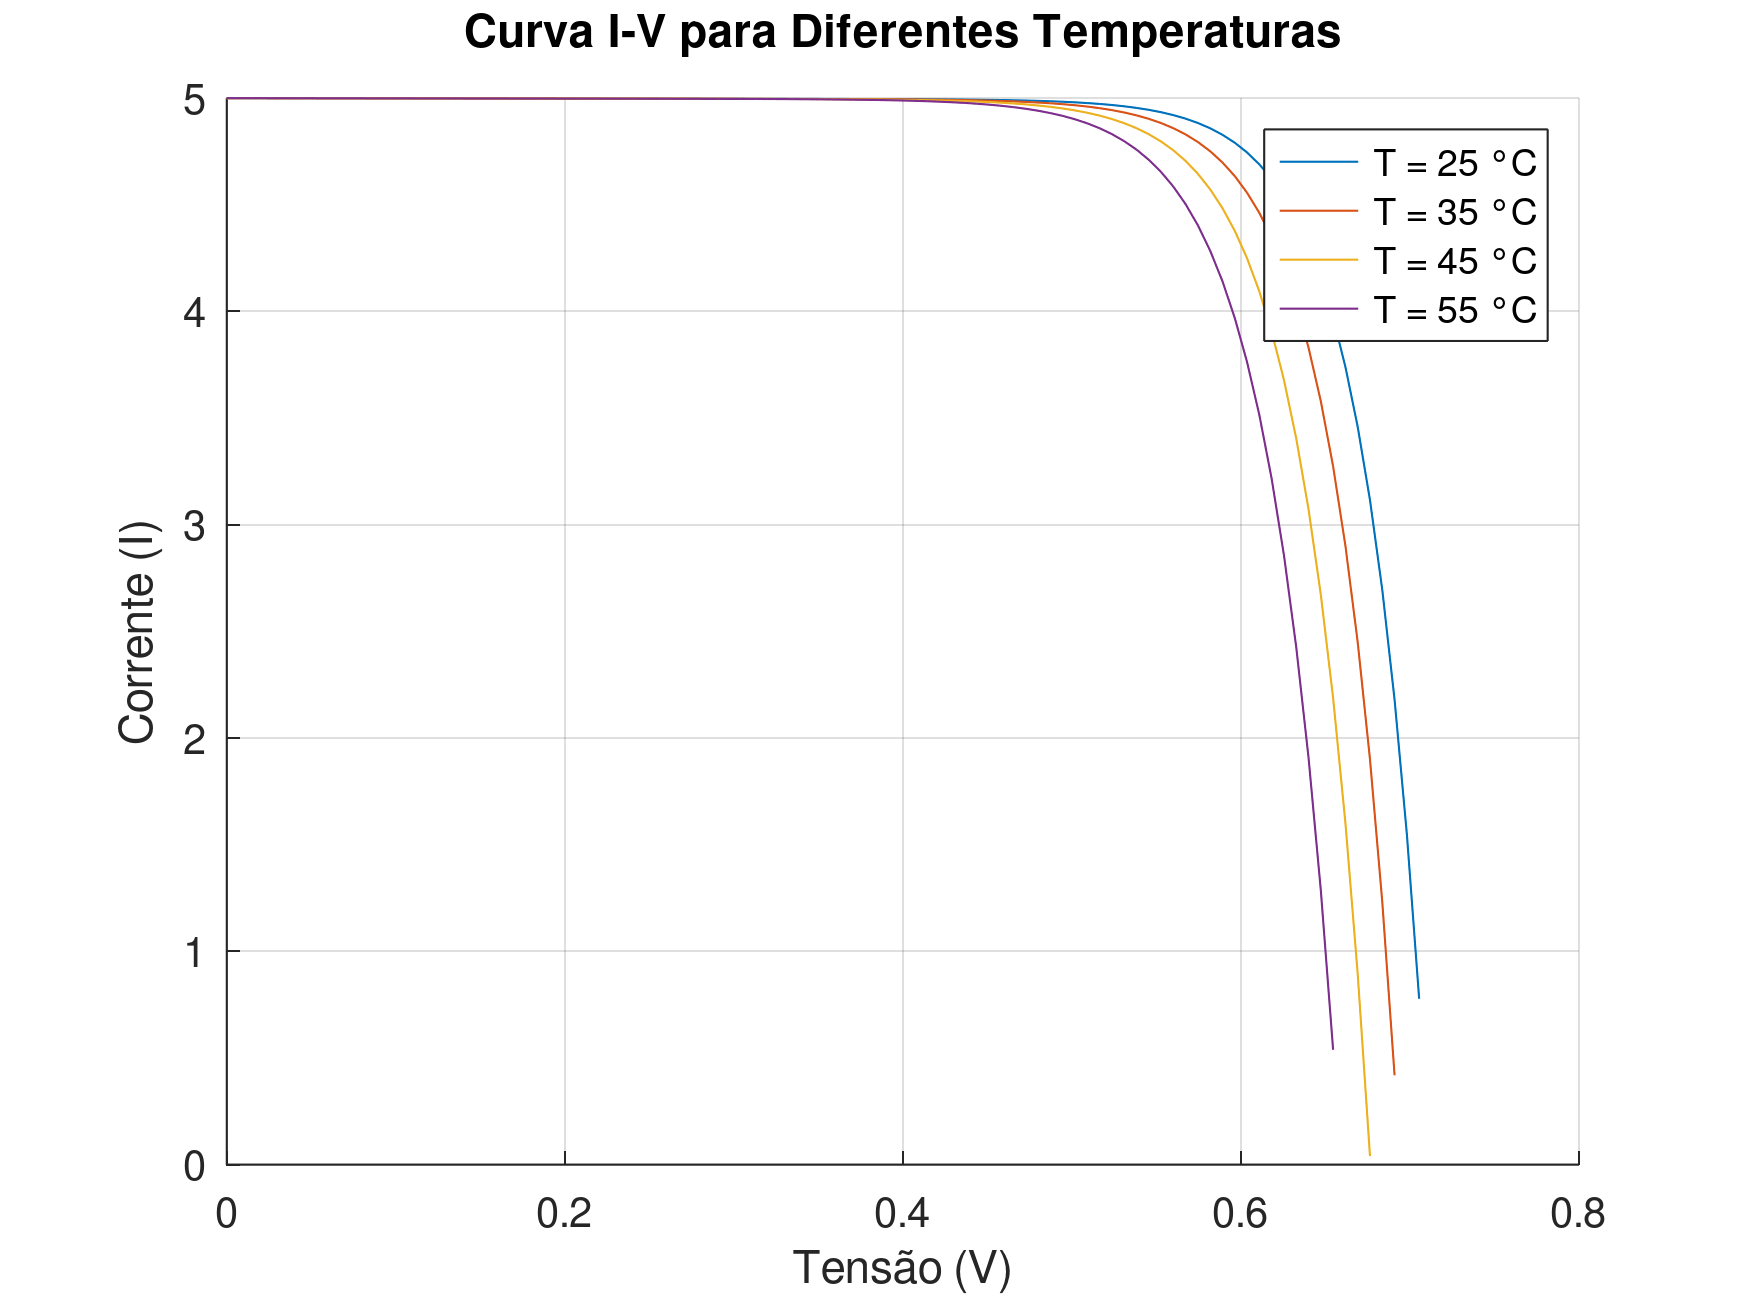 Curva I-V para Diferentes Temperaturas
5
4
3
2
1
0
Corrente (I)
T = 25 °C
T = 35 °C
T = 45 °C
T = 55 °C
0 0.2 0.4 0.6 0.8
Tensão (V)